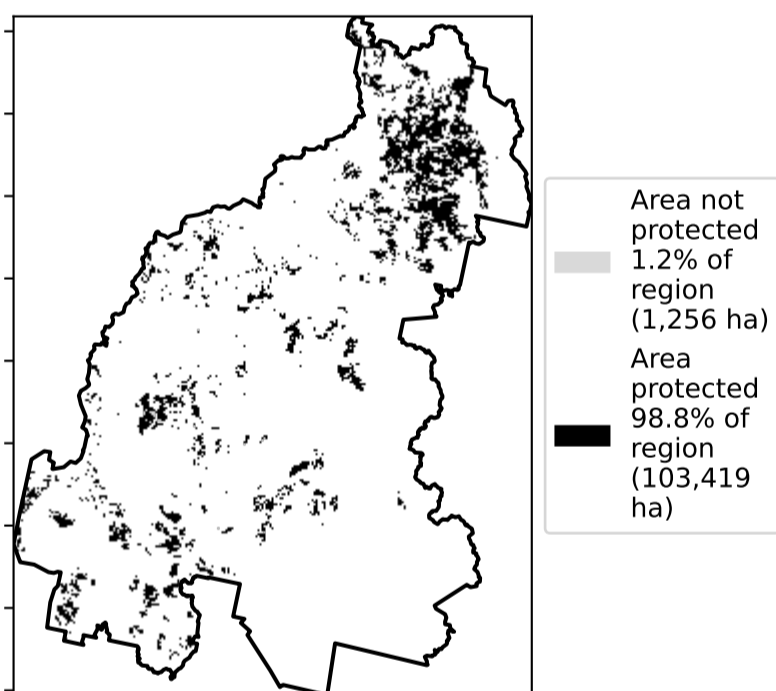 Area not
protected
1.2% of
region
(1,256 ha)
Area
protected
98.8% of
region
(103,419
ha)